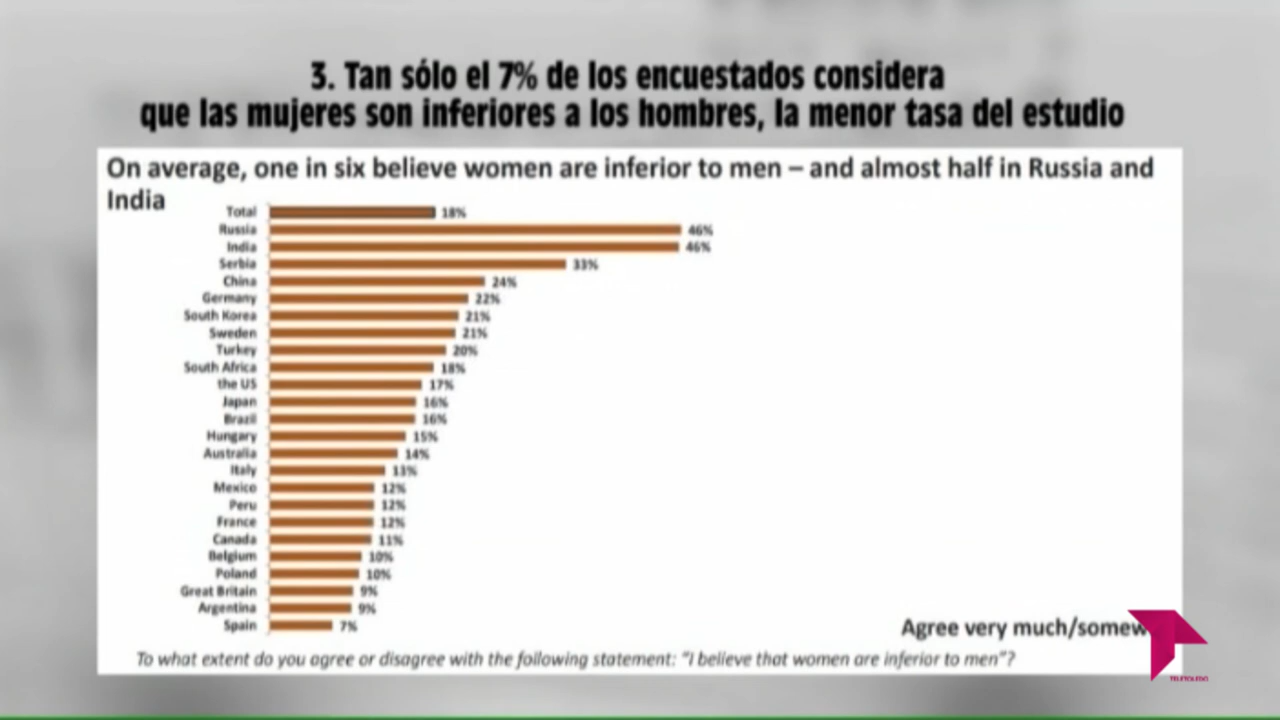 3. Tan sólo el 7% de los encuestados considera
que las mujeres son inferiores a los hombres, la menor tasa del estudio
On average, one in six believe women are inferior to men – and almost half in Russia and
India
Total 18%
Russia 46%
India 46%
Serbia 33%
China 24%
Germany 22%
South Korea 21%
Sweden 21%
Turkey 20%
South Africa 18%
the US 17%
Japan 16%
Brazil 16%
Hungary 15%
Australia 14%
Italy 13%
Mexico 12%
Peru 12%
France 12%
Canada 11%
Belgium 10%
Poland 10%
Great Britain 9%
Argentina 9%
Spain 7%
Agree very much/somew
To what extent do you agree or disagree with the following statement: "I believe that women are inferior to men"?